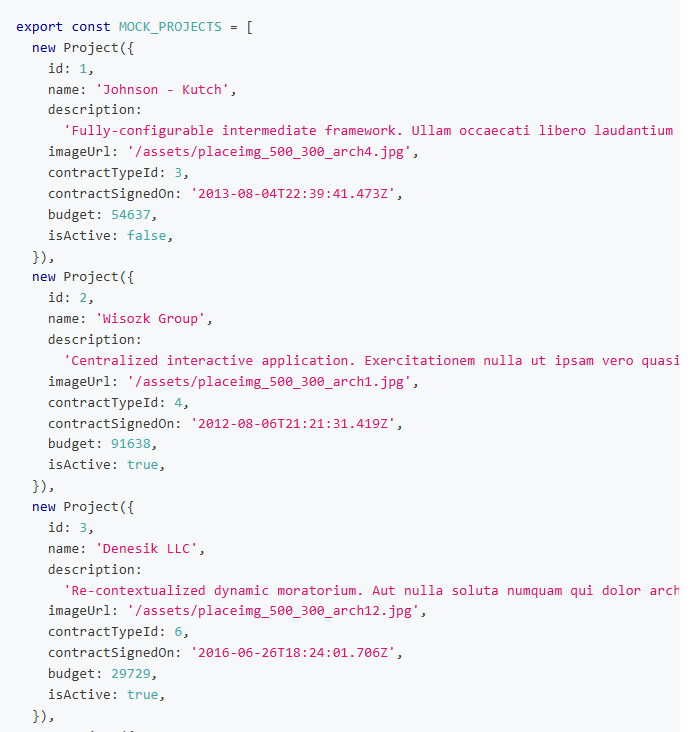 export const MOCK_PROJECTS = [
  new Project({
    id: 1,
    name: 'Johnson - Kutch',
    description:
      'Fully-configurable intermediate framework. Ullam occaecati libero laudantium
    imageUrl: '/assets/placeimg_500_300_arch4.jpg',
    contractTypeId: 3,
    contractSignedOn: '2013-08-04T22:39:41.473Z',
    budget: 54637,
    isActive: false,
  }),
  new Project({
    id: 2,
    name: 'Wisozk Group',
    description:
      'Centralized interactive application. Exercitationem nulla ut ipsam vero quasi
    imageUrl: '/assets/placeimg_500_300_arch1.jpg',
    contractTypeId: 4,
    contractSignedOn: '2012-08-06T21:21:31.419Z',
    budget: 91638,
    isActive: true,
  }),
  new Project({
    id: 3,
    name: 'Denesik LLC',
    description:
      'Re-contextualized dynamic moratorium. Aut nulla soluta numquam qui dolor arch
    imageUrl: '/assets/placeimg_500_300_arch12.jpg',
    contractTypeId: 6,
    contractSignedOn: '2016-06-26T18:24:01.706Z',
    budget: 29729,
    isActive: true,
  }),